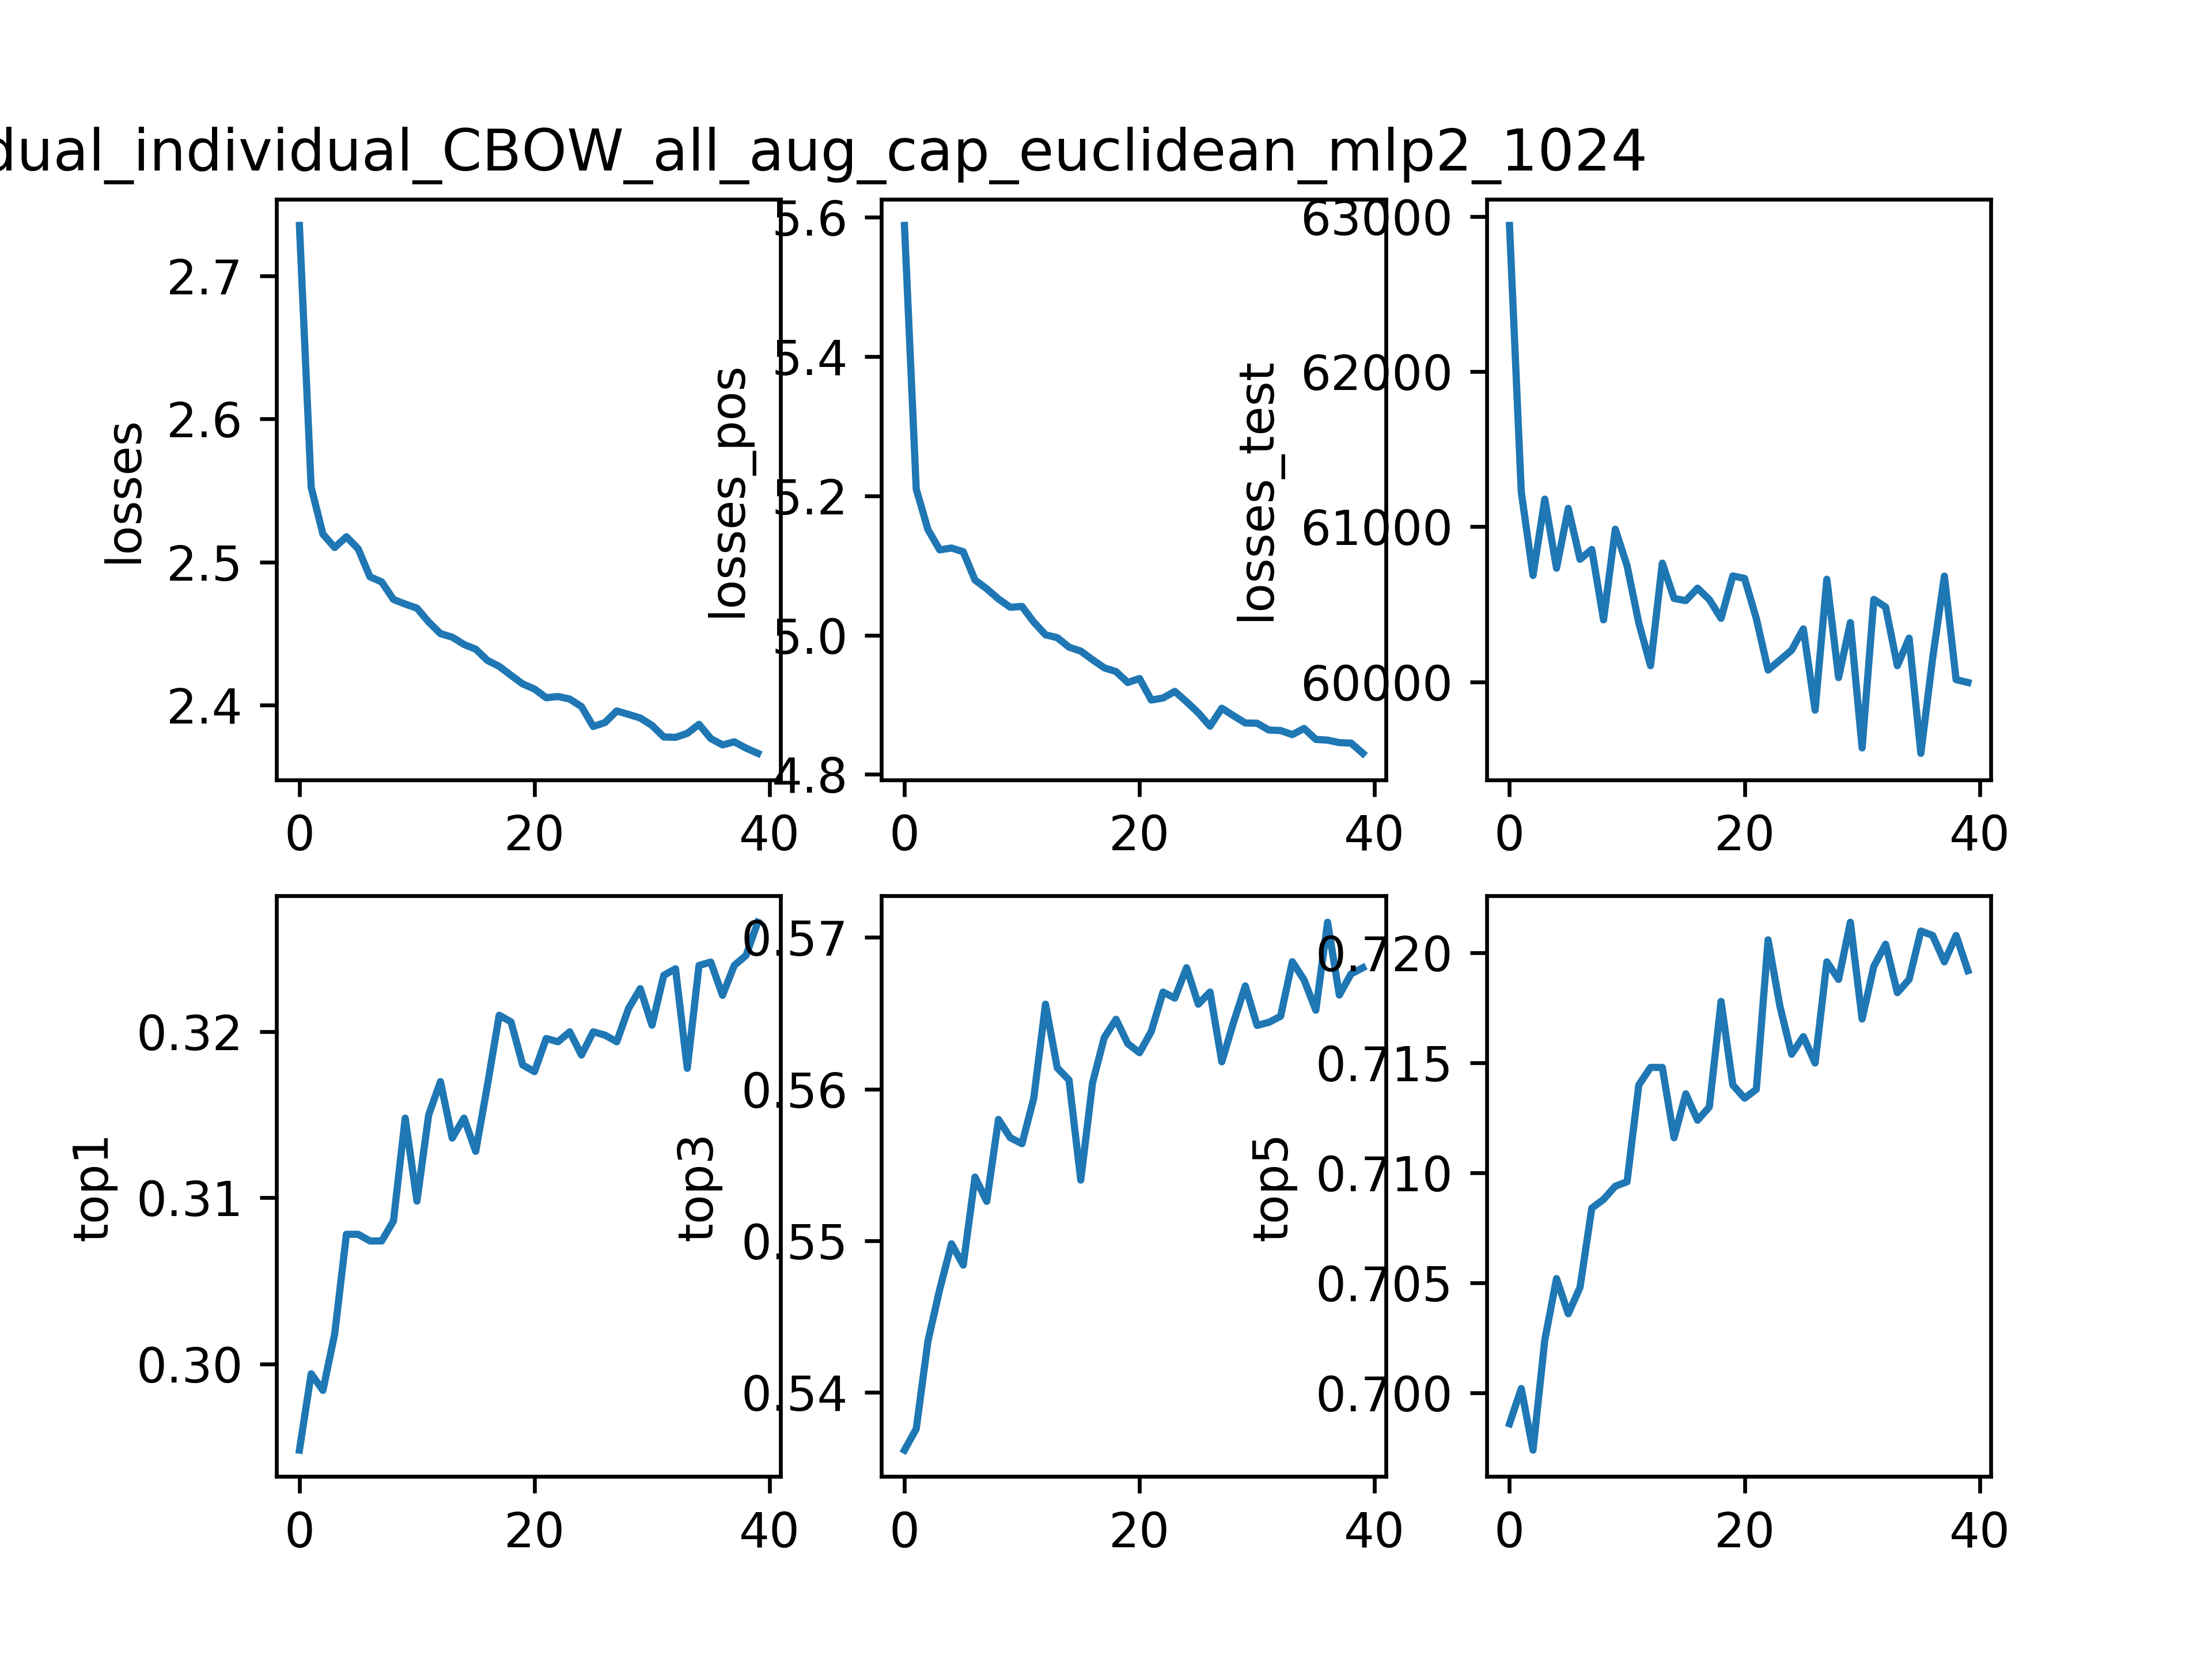 dual_individual_CBOW_all_aug_cap_euclidean_mlp2_1024
losses
2.7
2.6
2.5
2.4
0 20 40
losses_pos
5.6
5.4
5.2
5.0
4.8
0 20 40
losses_test
63000
62000
61000
60000
0 20 40
top1
0.32
0.31
0.30
0 20 40
top3
0.57
0.56
0.55
0.54
0 20 40
top5
0.720
0.715
0.710
0.705
0.700
0 20 40